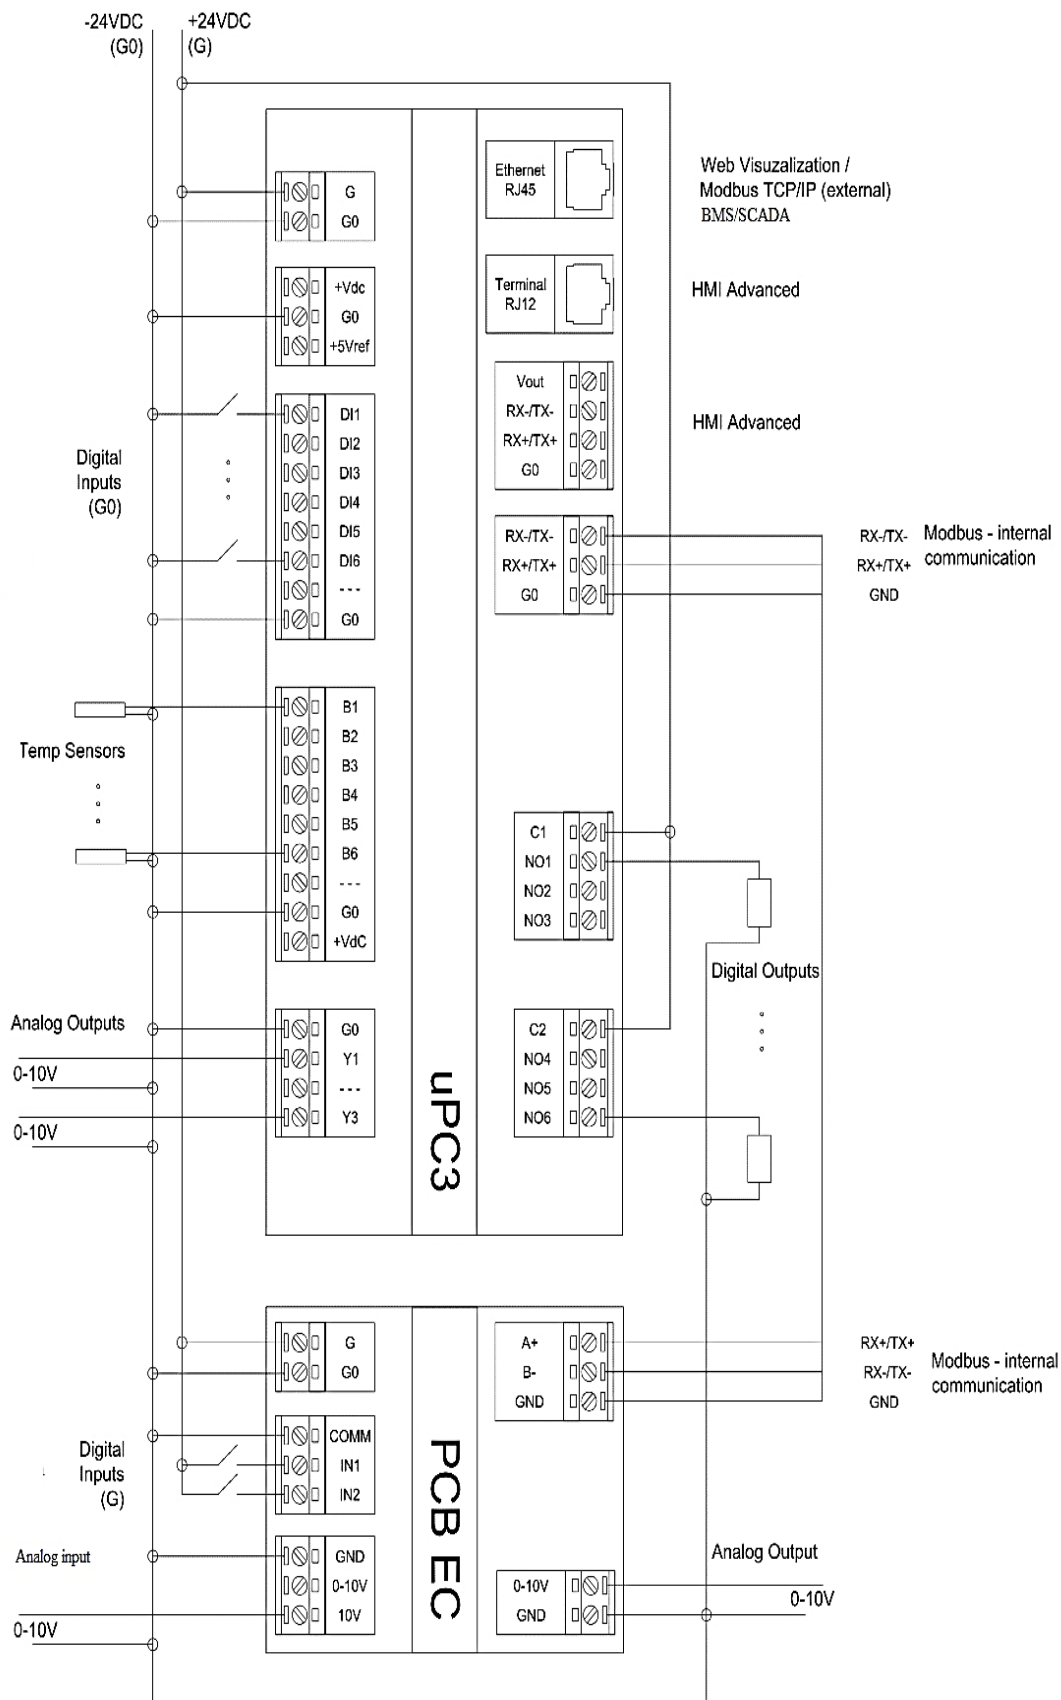 -24VDC
(G0)
+24VDC
(G)
G
G0
+Vdc
G0
+5Vref
Digital
Inputs
(G0)
DI1
DI2
DI3
DI4
DI5
DI6
---
G0
Temp Sensors
B1
B2
B3
B4
B5
B6
---
G0
+VdC
Analog Outputs
0-10V
0-10V
G0
Y1
---
Y3
uPC3
Ethernet
RJ45
Web Visuzalization /
Modbus TCP/IP (external)
BMS/SCADA
Terminal
RJ12
HMI Advanced
Vout
RX-/TX-
RX+/TX+
G0
HMI Advanced
RX-/TX-
RX+/TX+
G0
RX-/TX-
RX+/TX+
GND
Modbus - internal
communication
C1
NO1
NO2
NO3
Digital Outputs
C2
NO4
NO5
NO6
G
G0
Digital
Inputs
(G)
COMM
IN1
IN2
Analog input
0-10V
GND
0-10V
10V
PCB EC
A+
B-
GND
RX+/TX+
RX-/TX-
GND
Modbus - internal
communication
Analog Output
0-10V
GND
0-10V